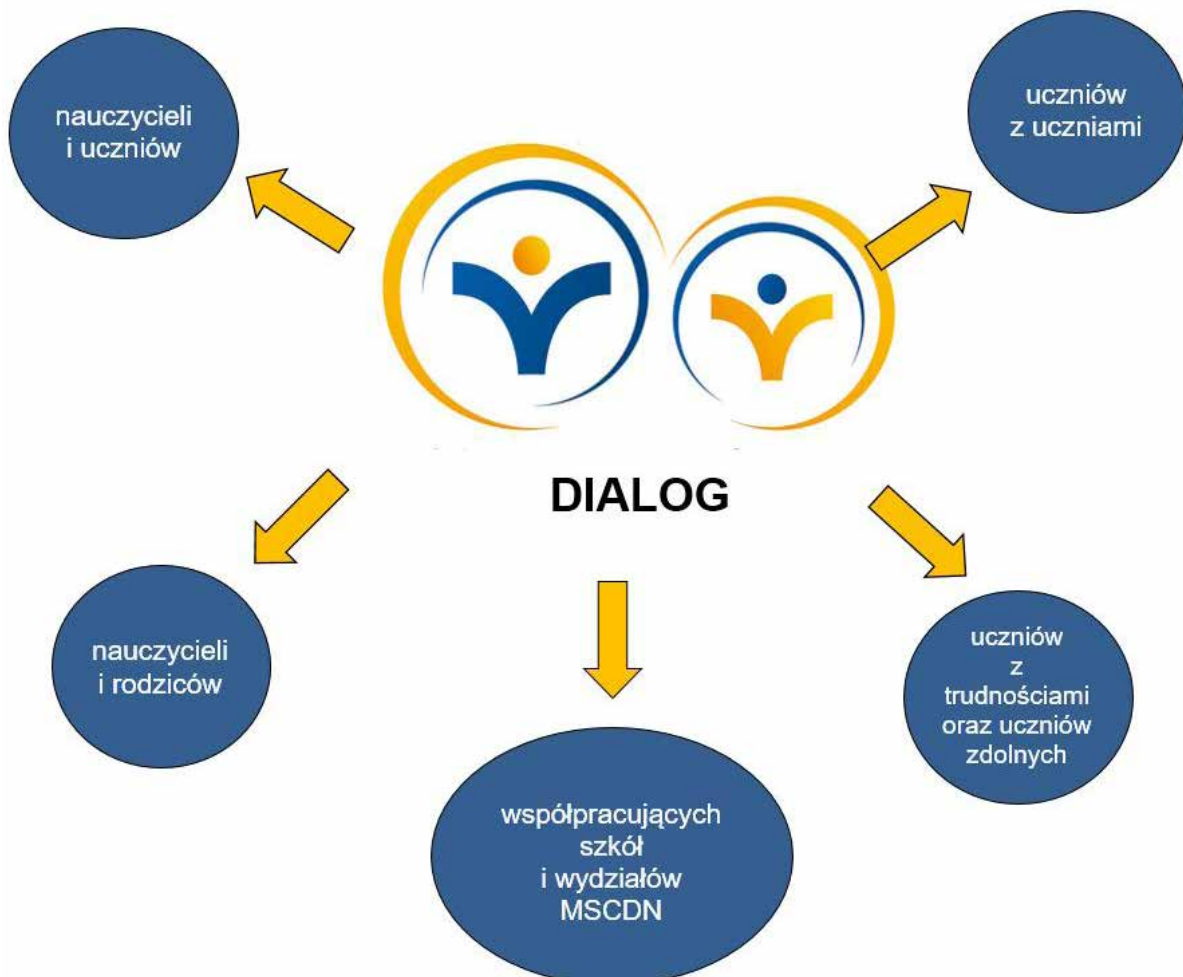 nauczycieli
i uczniów
uczniów
z uczniami
DIALOG
nauczycieli
i rodziców
uczniów
z
trudnościami
oraz uczniów
zdolnych
współpracujących
szkół
i wydziałów
MSCDN